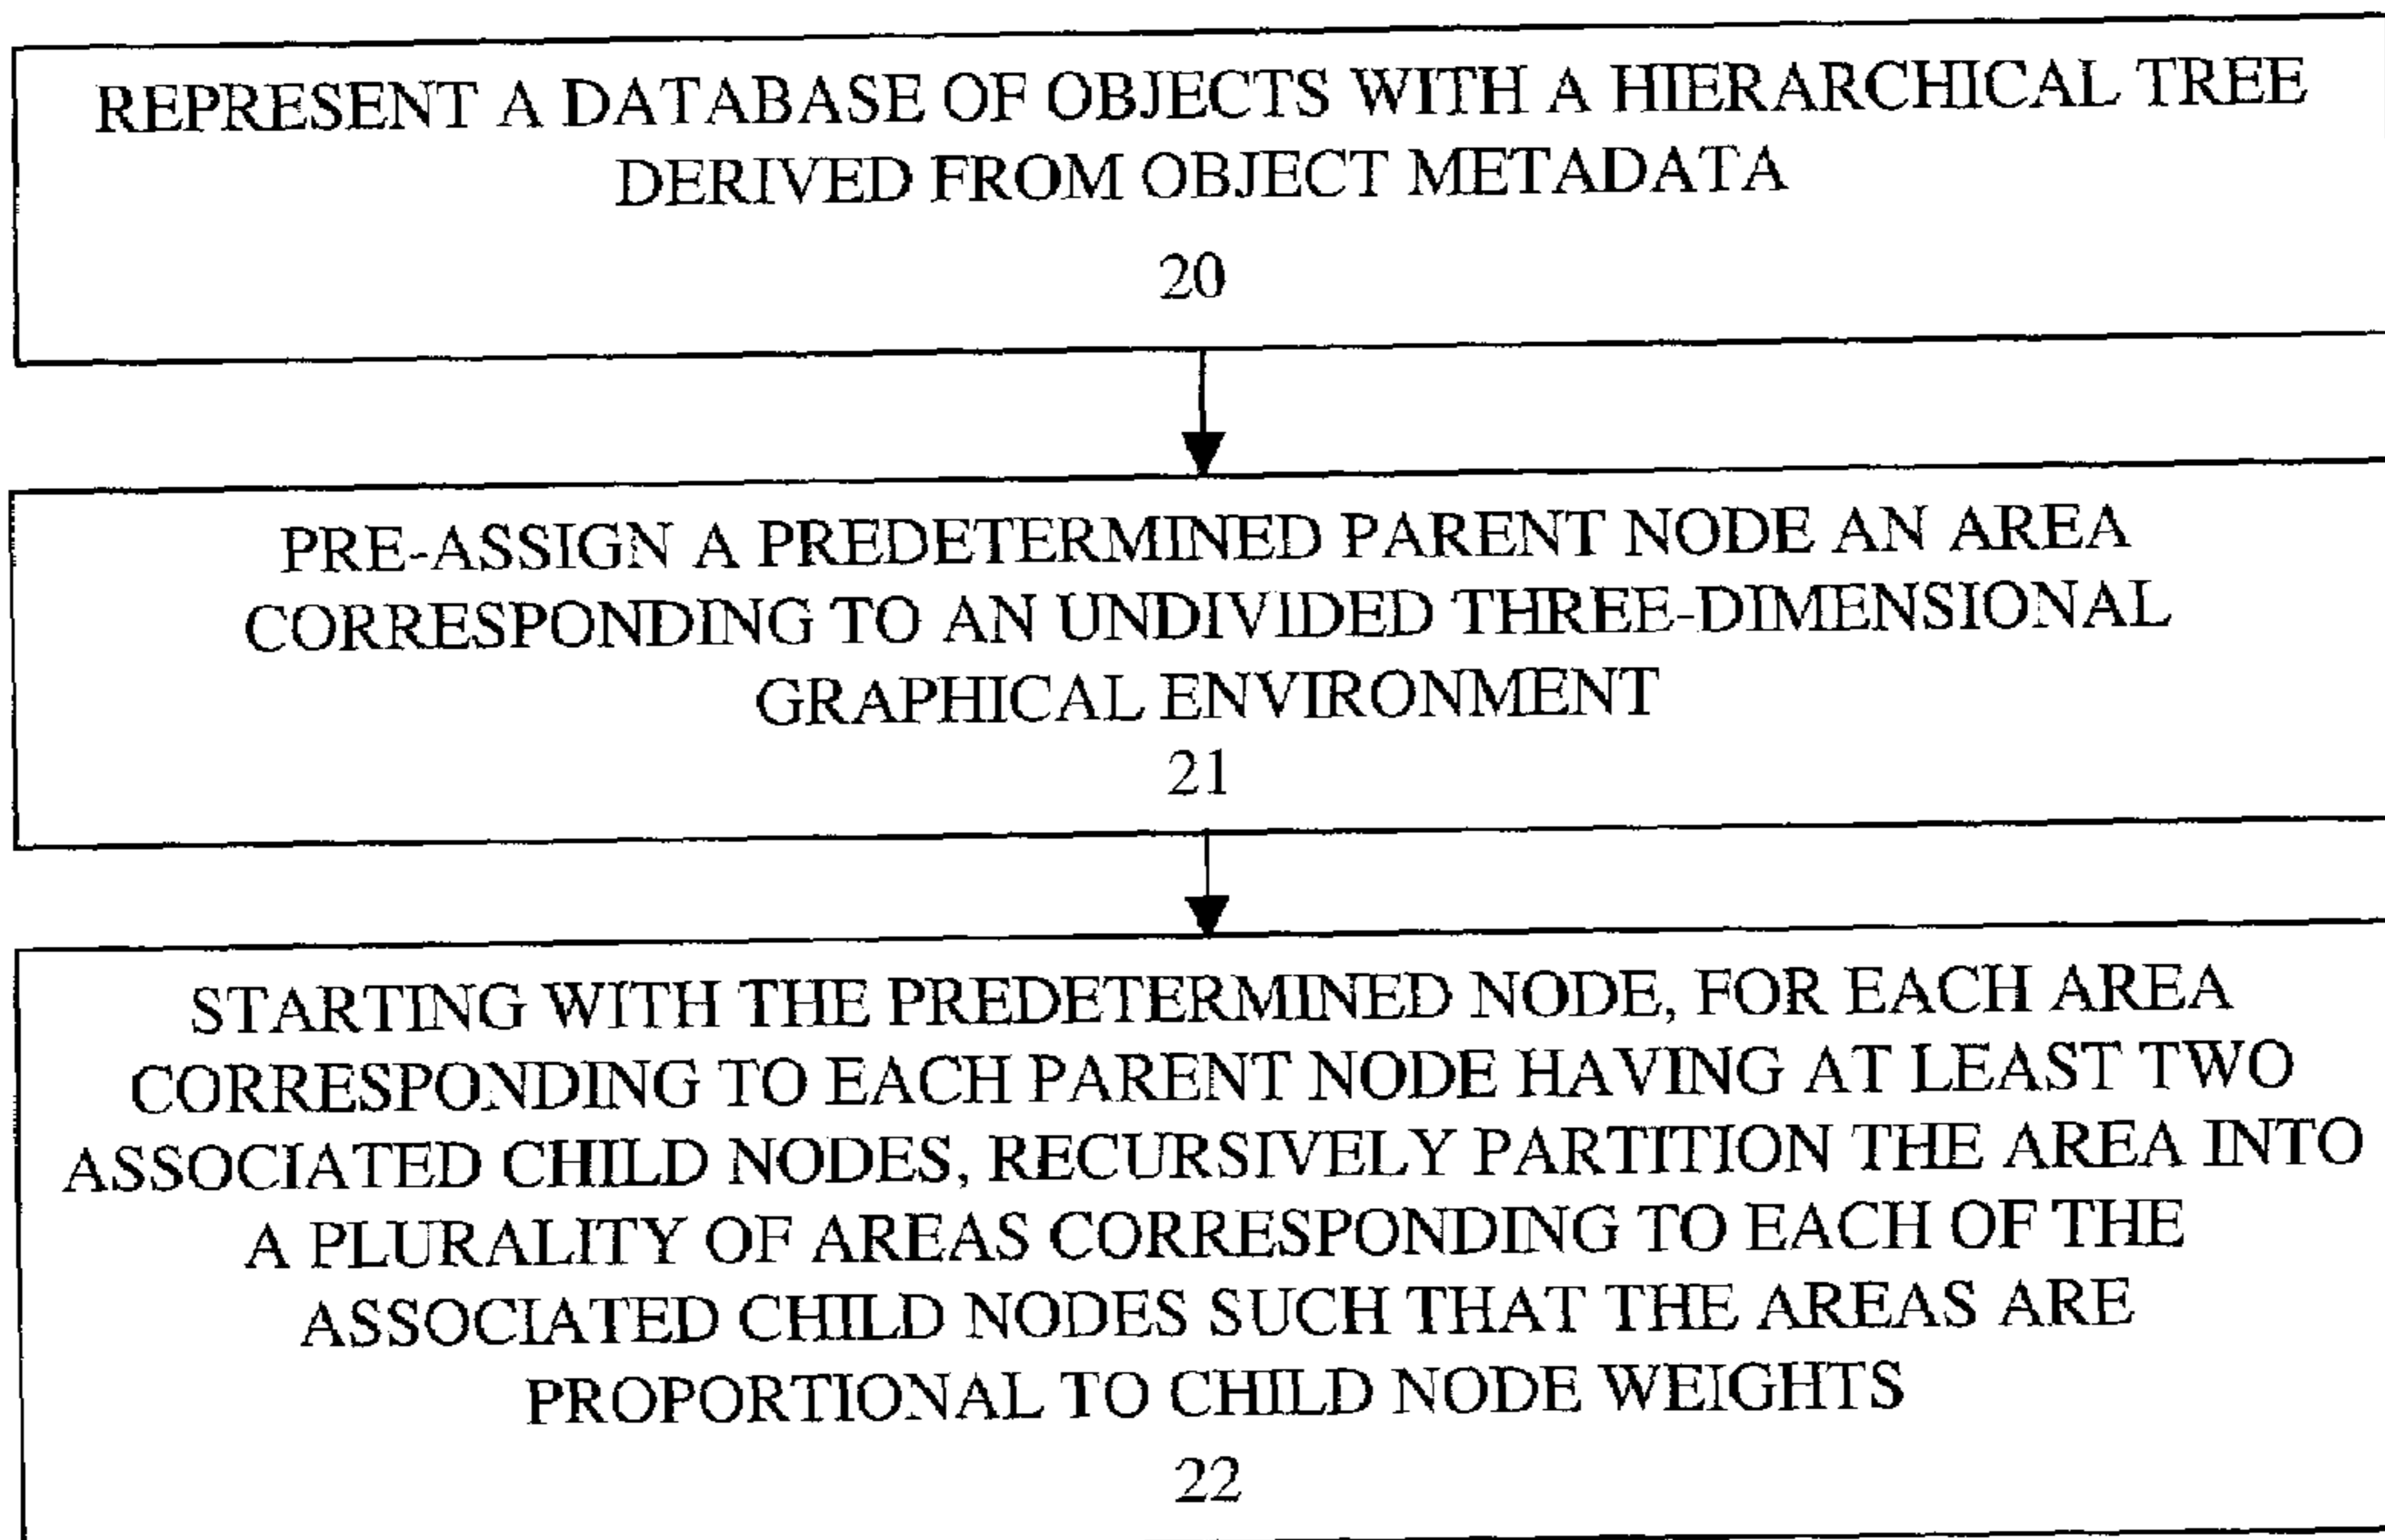 REPRESENT A DATABASE OF OBJECTS WITH A HIERARCHICAL TREE
DERIVED FROM OBJECT METADATA
20
PRE-ASSIGN A PREDETERMINED PARENT NODE AN AREA
CORRESPONDING TO AN UNDIVIDED THREE-DIMENSIONAL
GRAPHICAL ENVIRONMENT
21
STARTING WITH THE PREDETERMINED NODE, FOR EACH AREA
CORRESPONDING TO EACH PARENT NODE HAVING AT LEAST TWO
ASSOCIATED CHILD NODES, RECURSIVELY PARTITION THE AREA INTO
A PLURALITY OF AREAS CORRESPONDING TO EACH OF THE
ASSOCIATED CHILD NODES SUCH THAT THE AREAS ARE
PROPORTIONAL TO CHILD NODE WEIGHTS
22